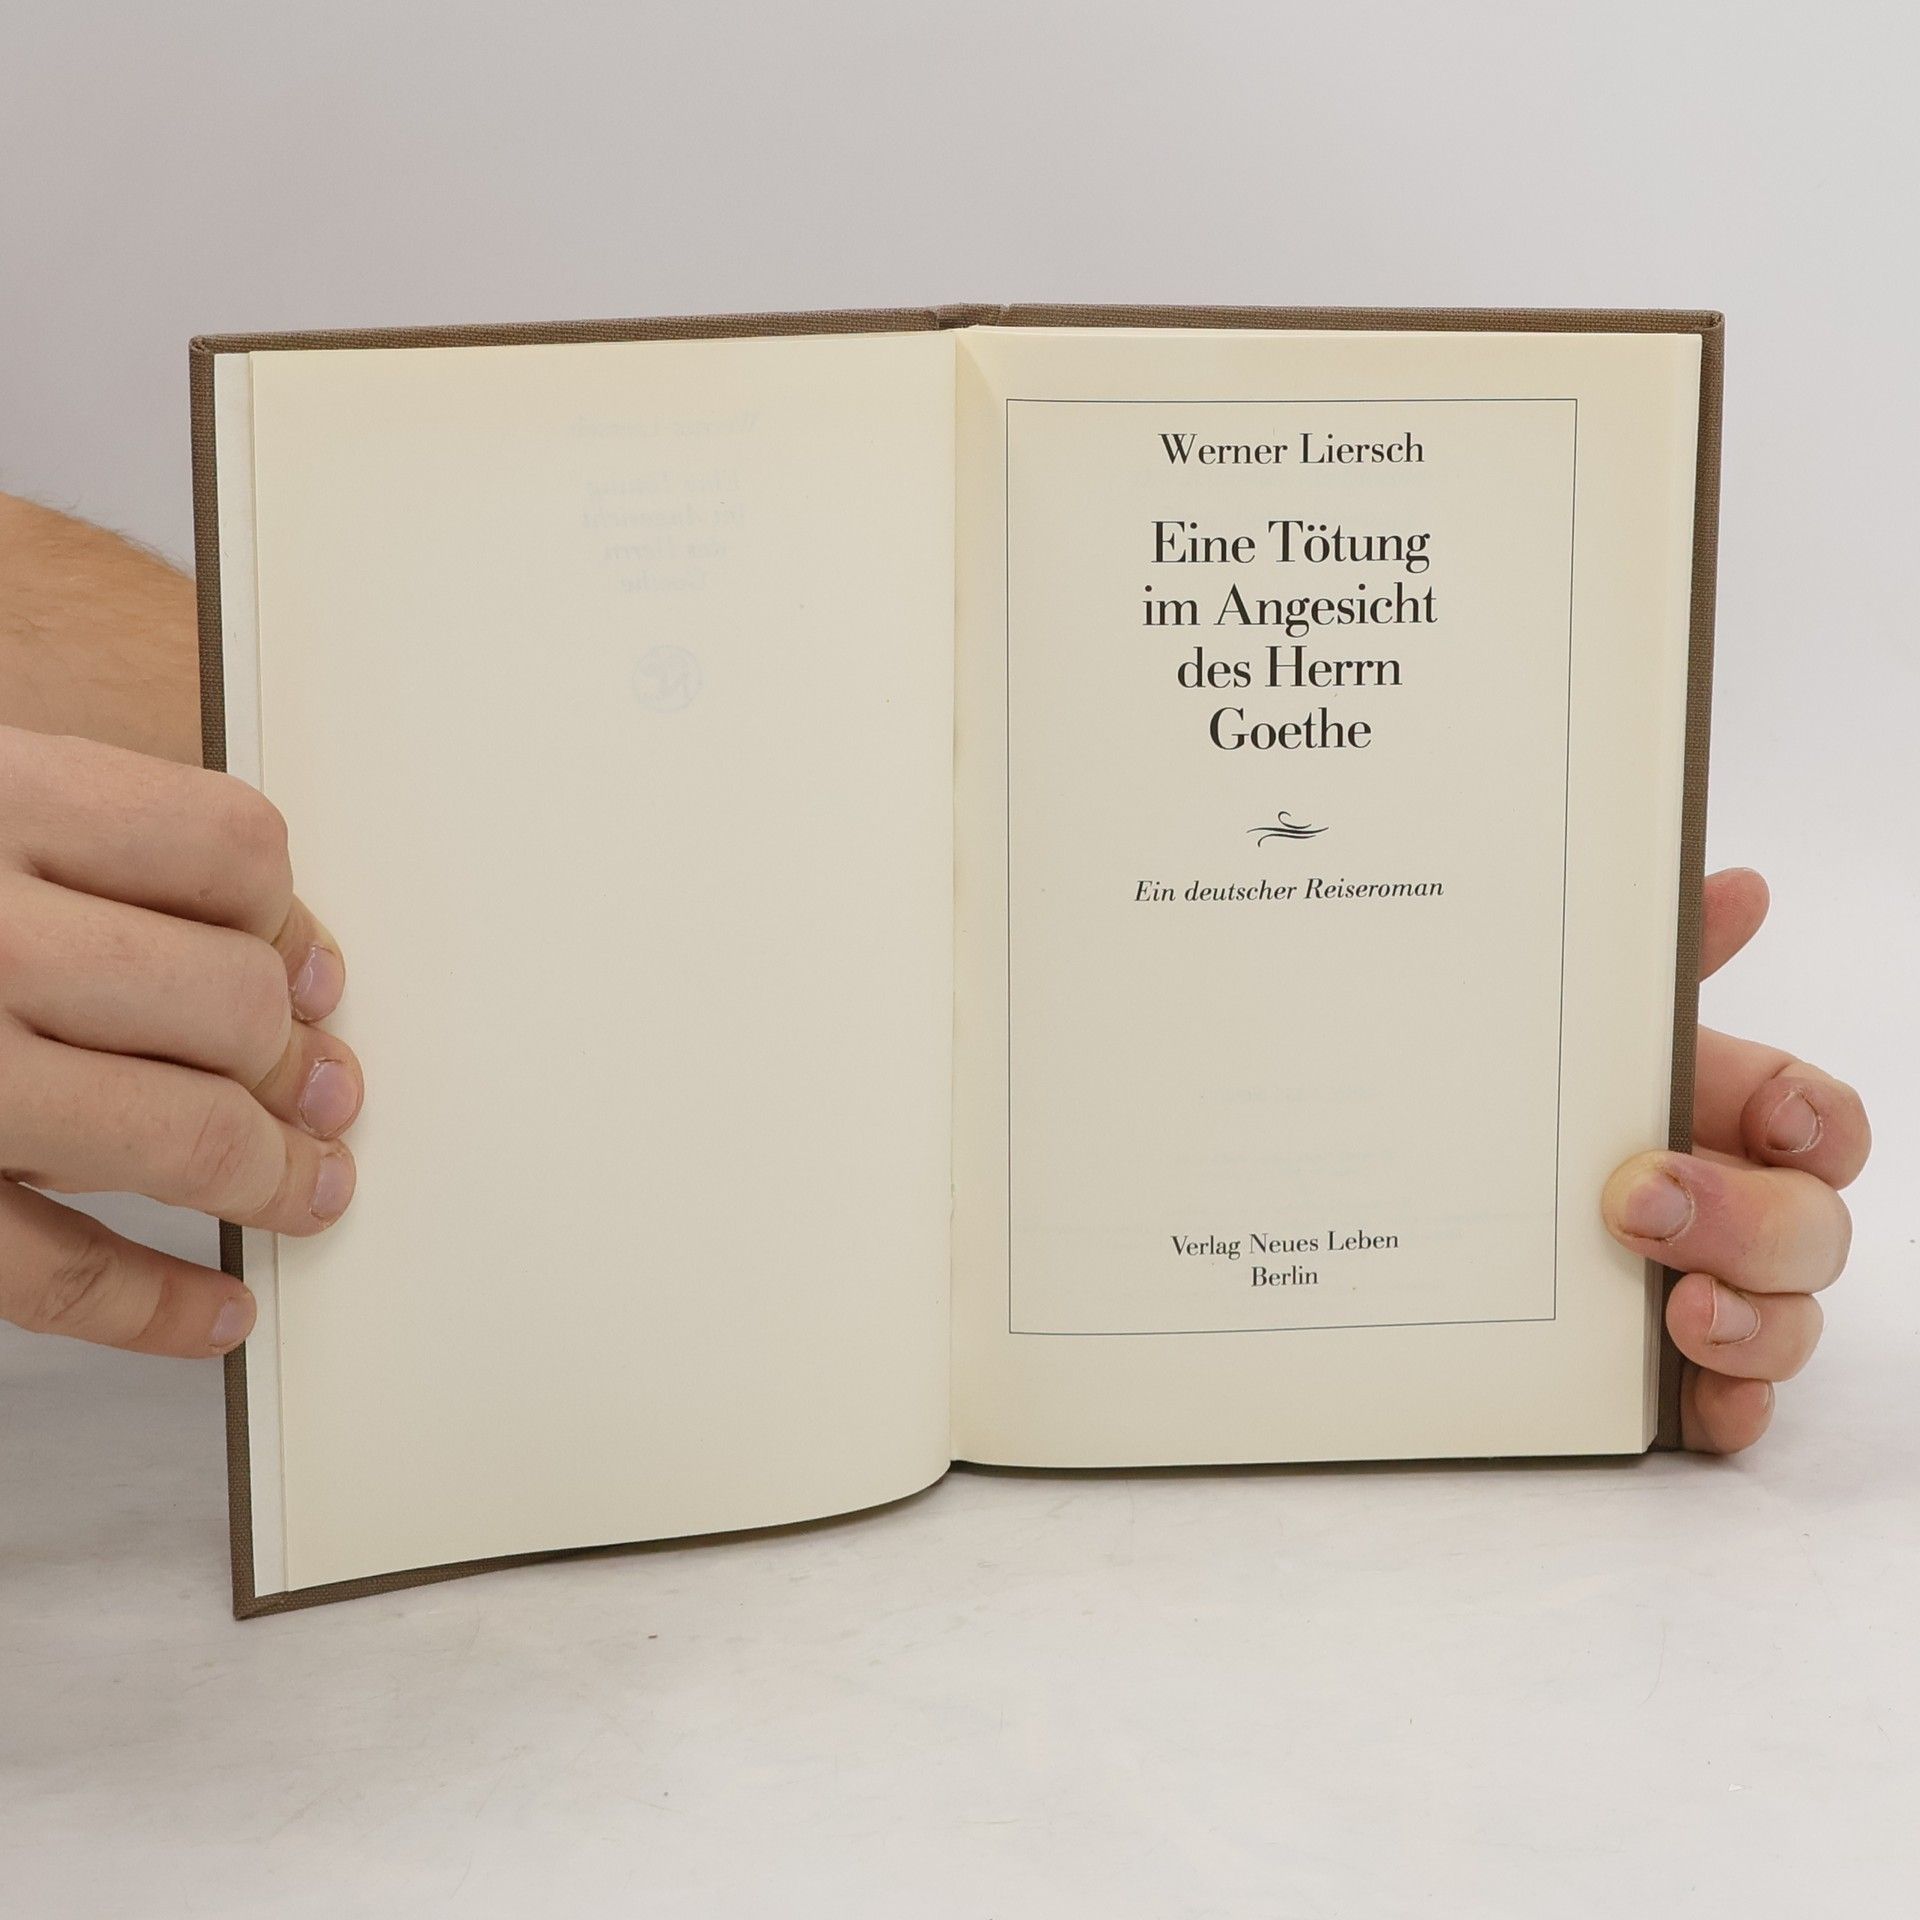 Werner Liersch
Eine Tötung
im Angesicht
des Herrn
Goethe
Ein deutscher Reiseroman
Verlag Neues Leben
Berlin